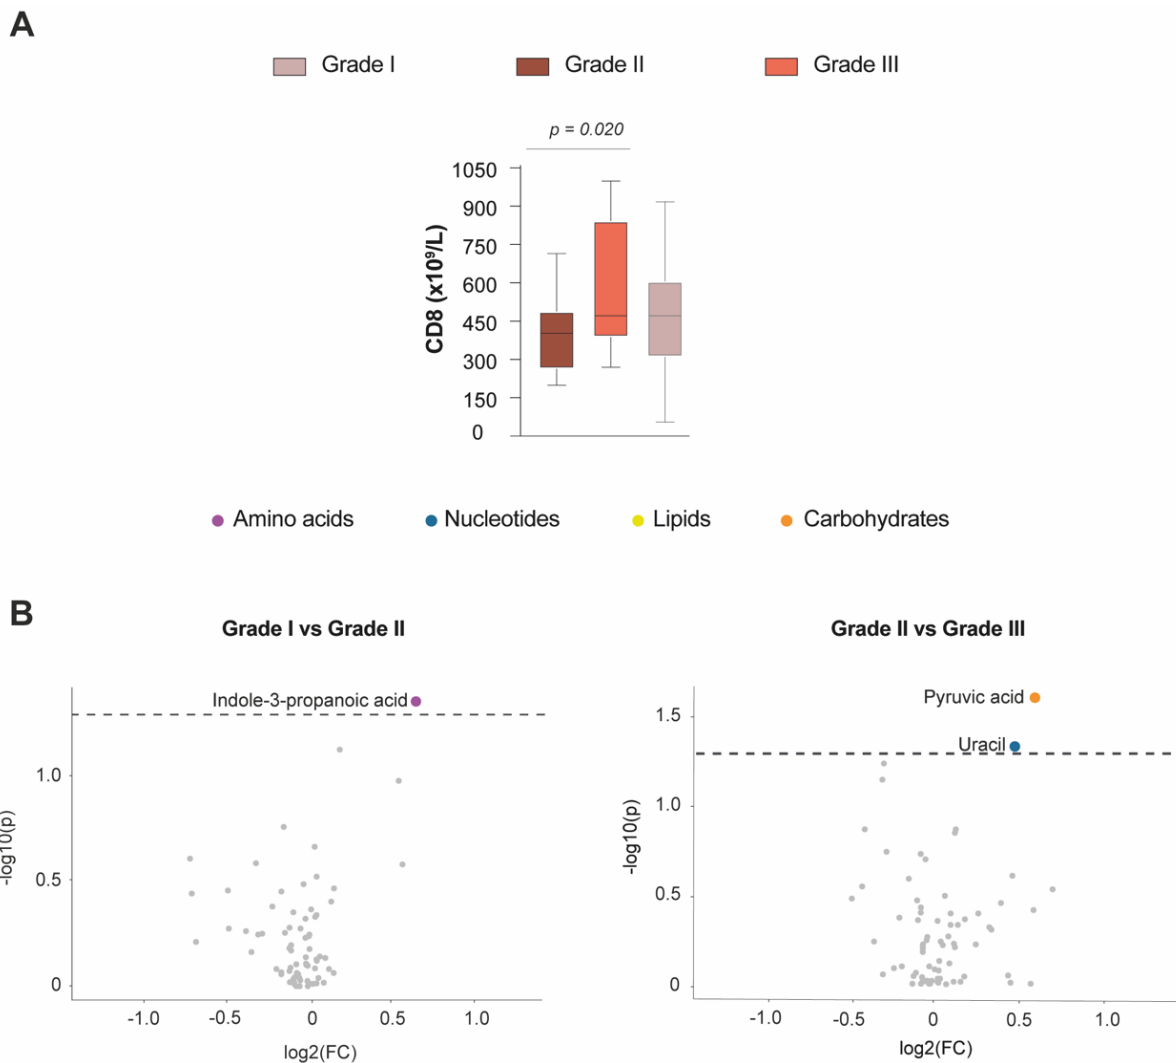 A
Grade I
Grade II
Grade III
p = 0.020
CD8 (x10⁹/L)
1050
900
750
600
450
300
150
0
Amino acids
Nucleotides
Lipids
Carbohydrates
B
Grade I vs Grade II
Indole-3-propanoic acid
-log10(p)
1.0
0.5
0
-1.0
-0.5
0
0.5
1.0
log2(FC)
Grade II vs Grade III
Pyruvic acid
Uracil
-log10(p)
1.5
1.0
0.5
0
-1.0
-0.5
0
0.5
1.0
log2(FC)